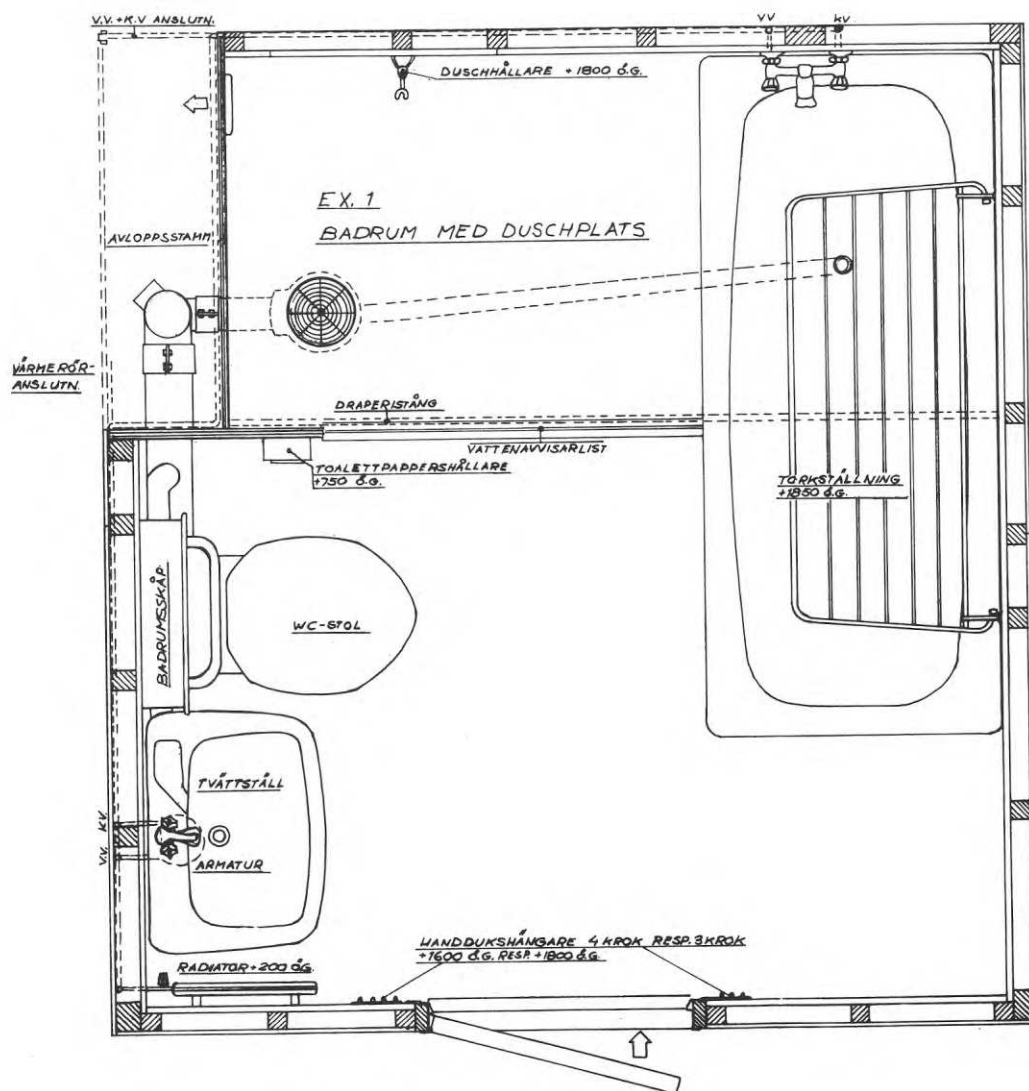 V.V. + K.V ANSLUTN.
VV
KV
DUSCHHÅLLARE +1800 Ö.G.
EX. 1
BADRUM MED DUSCHPLATS
AVLOPPSSTAMM
VÄRMERÖR-
ANSLUTN.
DRAPERISTÅNG
VATTENAVVISARLIST
TOALETTPAPPERSHÅLLARE
+750 Ö.G.
TORKSTÄLLNING
+1850 Ö.G.
BADRUMSSKÅP
WC-STOL
TVÄTTSTÄLL
KV.
V.V.
ARMATUR
HANDDUKSHÄNGARE 4 KROK RESP. 3 KROK
+1600 Ö.G. RESP. +1800 Ö.G.
RADIATOR +200 Ö.G.